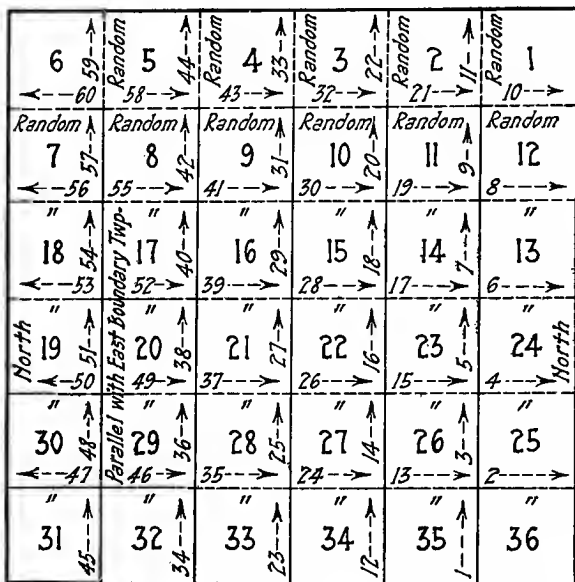 6 59 Random 5 44 Random 4 33 Random 3 22 Random 2 11 Random 1
60 58 43 32 21 10
Random Random Random Random Random Random
7 57 8 42 9 31 10 20 11 9 12
56 55 41 30 19 8
" " " " " "
18 54 17 40 16 29 15 18 14 7 13
53 52 39 28 17 6
Parallel with East Boundary Twp.
" " " " " "
North 19 51 20 38 21 27 22 16 23 5 24 North
50 49 37 26 15 4
" " " " " "
30 48 29 36 28 25 27 14 26 3 25
47 46 35 24 13 2
" " " " " "
31 45 32 34 33 23 34 12 35 1 36